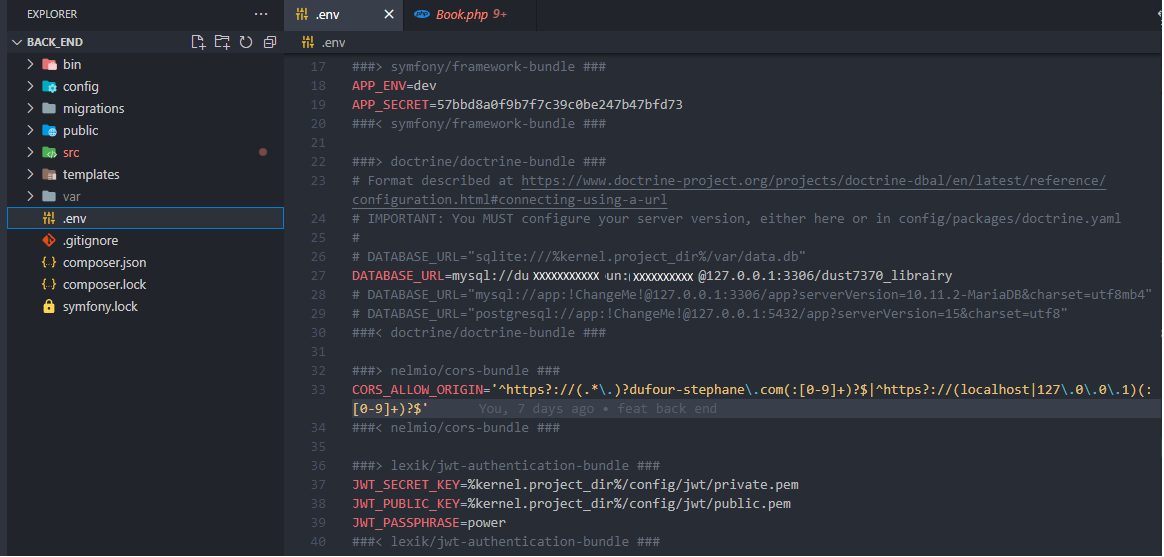 EXPLORER
BACK_END
bin
config
migrations
public
src
templates
var
.env
.gitignore
composer.json
composer.lock
symfony.lock
.env
Book.php 9+
.env
17 ###> symfony/framework-bundle ###
18 APP_ENV=dev
19 APP_SECRET=57bbd8a0f9b7f7c39c0be247b47bfd73
20 ###< symfony/framework-bundle ###
21
22 ###> doctrine/doctrine-bundle ###
23 # Format described at https://www.doctrine-project.org/projects/doctrine-dbal/en/latest/reference/
configuration.html#connecting-using-a-url
24 # IMPORTANT: You MUST configure your server version, either here or in config/packages/doctrine.yaml
25 #
26 # DATABASE_URL="sqlite:///%kernel.project_dir%/var/data.db"
27 DATABASE_URL=mysql://du xxxxxxxxxxx un: xxxxxxxxxx @127.0.0.1:3306/dust7370_librairy
28 # DATABASE_URL="mysql://app:!ChangeMe!@127.0.0.1:3306/app?serverVersion=10.11.2-MariaDB&charset=utf8mb4"
29 # DATABASE_URL="postgresql://app:!ChangeMe!@127.0.0.1:5432/app?serverVersion=15&charset=utf8"
30 ###< doctrine/doctrine-bundle ###
31
32 ###> nelmio/cors-bundle ###
33 CORS_ALLOW_ORIGIN='^https?://(.*\.)?dufour-stephane\.com(:[0-9]+)?$|^https?://(localhost|127\.0\.0\.1)(:
[0-9]+)?$' You, 7 days ago • feat back end
34 ###< nelmio/cors-bundle ###
35
36 ###> lexik/jwt-authentication-bundle ###
37 JWT_SECRET_KEY=%kernel.project_dir%/config/jwt/private.pem
38 JWT_PUBLIC_KEY=%kernel.project_dir%/config/jwt/public.pem
39 JWT_PASSPHRASE=power
40 ###< lexik/jwt-authentication-bundle ###